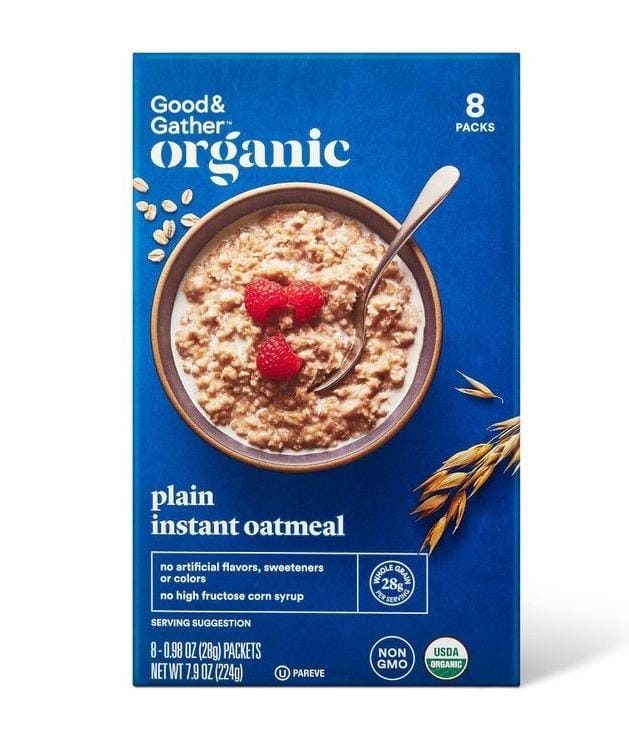 Good&
Gather™
organic
8
PACKS
plain
instant oatmeal
no artificial flavors, sweeteners
or colors
no high fructose corn syrup
WHOLE GRAIN
28g
PER SERVING
SERVING SUGGESTION
8 - 0.98 OZ (28g) PACKETS
NET WT 7.9 OZ (224g)
U PAREVE
NON
GMO
USDA
ORGANIC